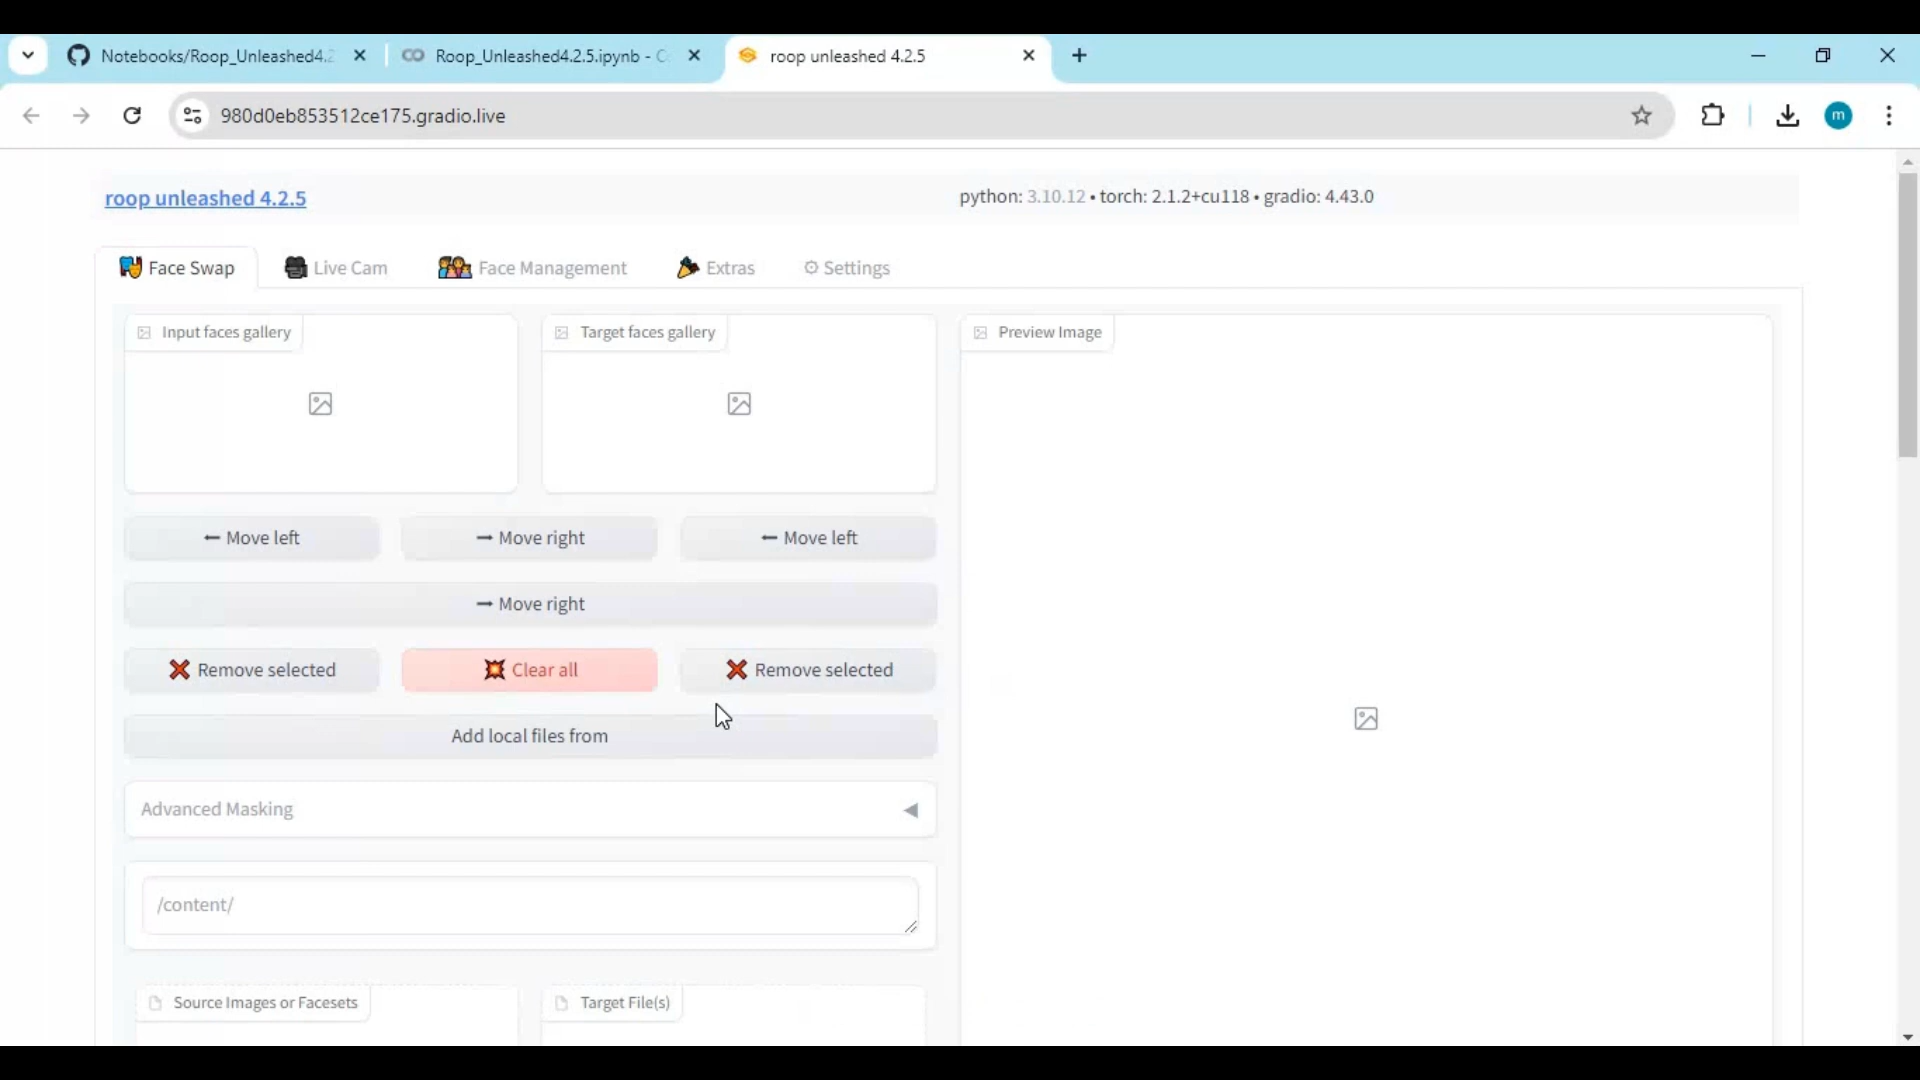 Notebooks/Roop_Unleashed4.2
Roop_Unleashed4.2.5.ipynb - C
roop unleashed 4.2.5
980d0eb853512ce175.gradio.live
m
roop unleashed 4.2.5
python: 3.10.12 • torch: 2.1.2+cu118 • gradio: 4.43.0
Face Swap
Live Cam
Face Management
Extras
Settings
Input faces gallery
Target faces gallery
Preview Image
Move left
Move right
Move left
Move right
Remove selected
Clear all
Remove selected
Add local files from
Advanced Masking
/content/
Source Images or Facesets
Target File(s)